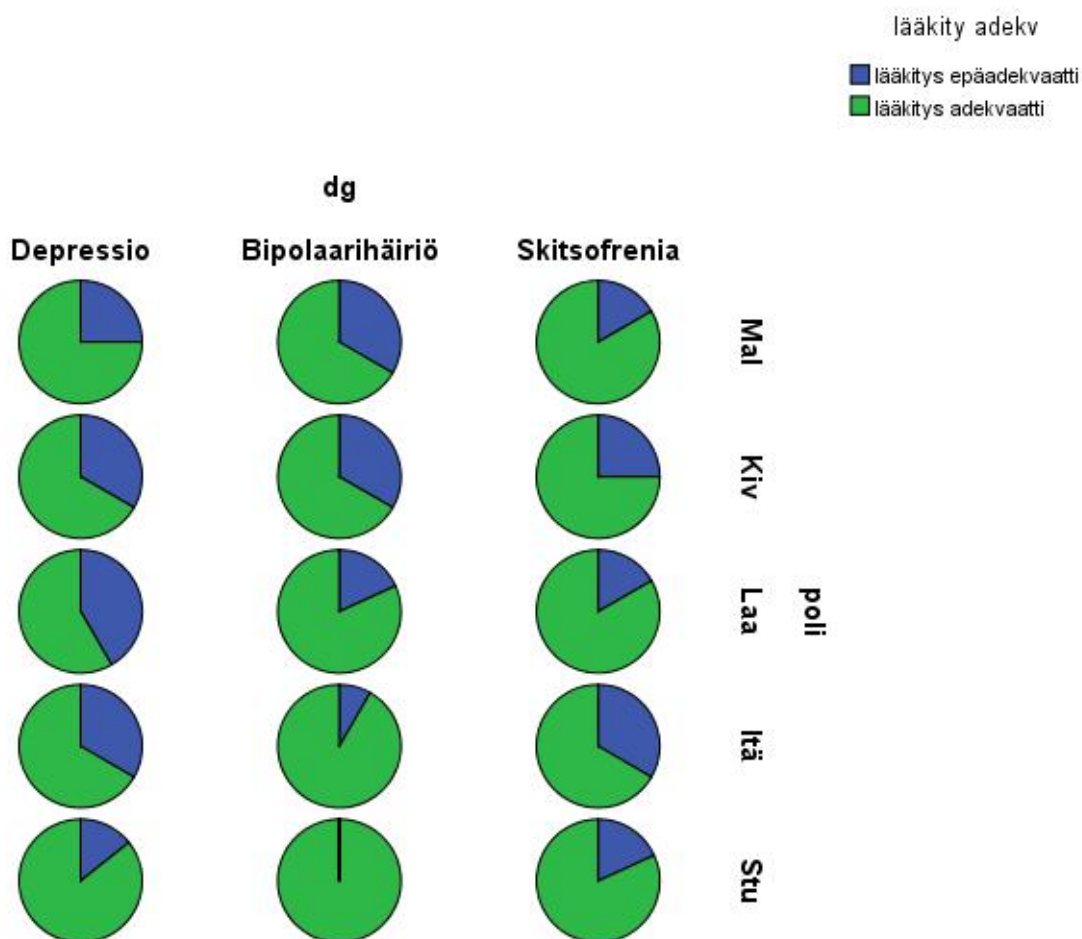 lääkity adekv
lääkitys epäadekvaatti
lääkitys adekvaatti
dg
Depressio
Bipolaarihäiriö
Skitsofrenia
Mal
Kiv
Laa
poli
Itä
Stu